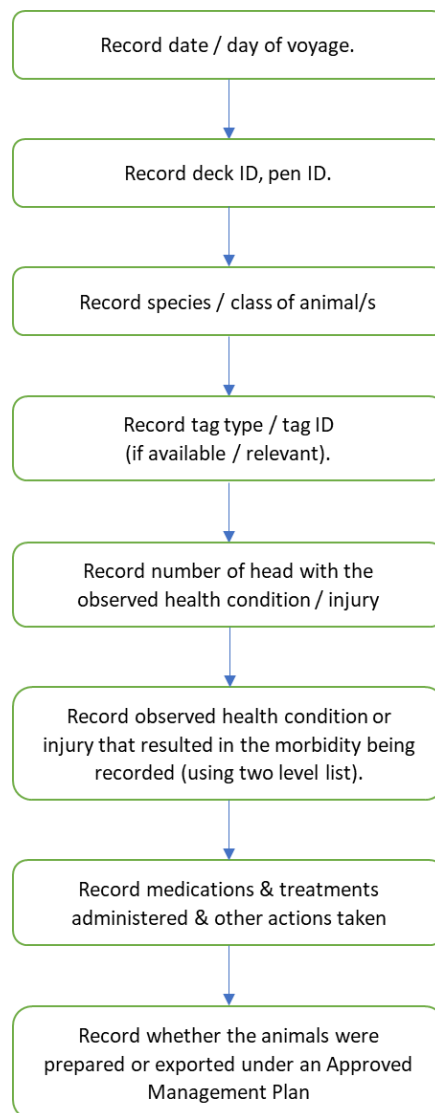 Record date / day of voyage.
Record deck ID, pen ID.
Record species / class of animal/s
Record tag type / tag ID
(if available / relevant).
Record number of head with the
observed health condition / injury
Record observed health condition or
injury that resulted in the morbidity being
recorded (using two level list).
Record medications & treatments
administered & other actions taken
Record whether the animals were
prepared or exported under an Approved
Management Plan